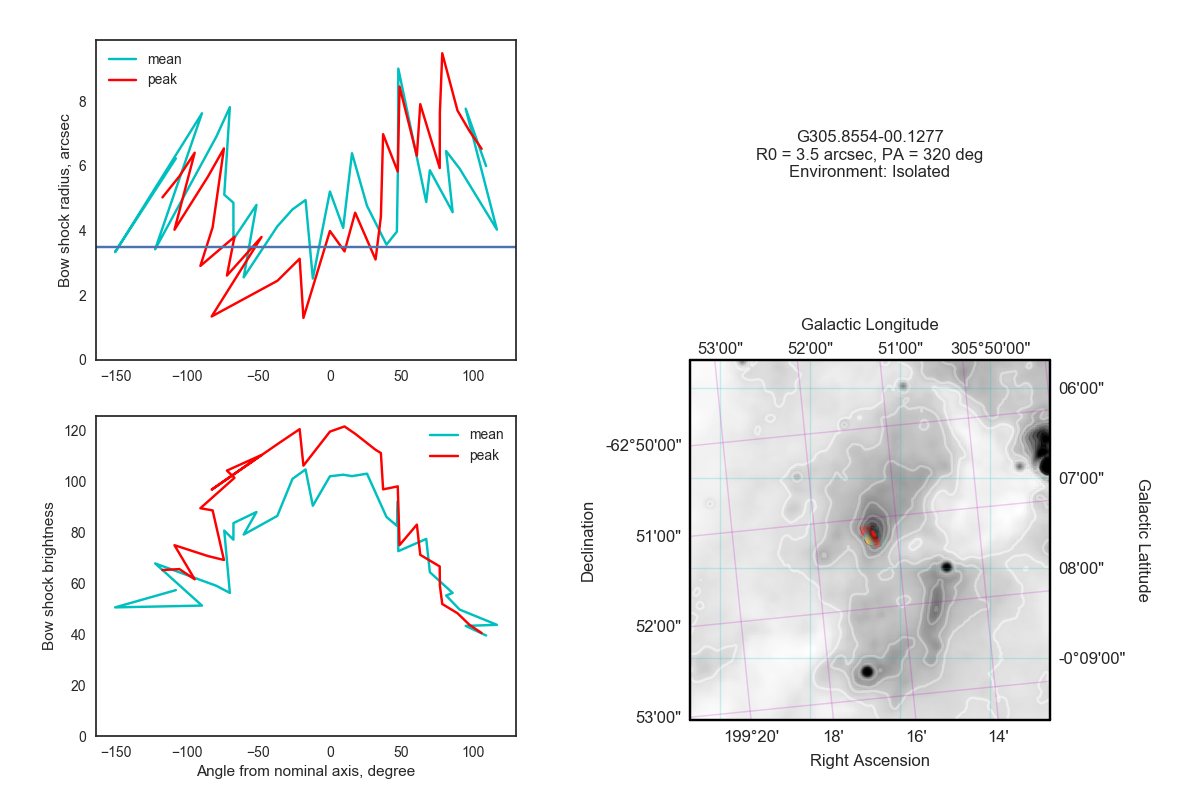 mean
peak
Bow shock radius, arcsec
8
6
4
2
0
−150 −100 −50 0 50 100
G305.8554-00.1277
R0 = 3.5 arcsec, PA = 320 deg
Environment: Isolated
mean
peak
Bow shock brightness
120
100
80
60
40
20
0
−150 −100 −50 0 50 100
Angle from nominal axis, degree
Galactic Longitude
53'00" 52'00" 51'00" 305°50'00"
06'00"
-62°50'00"
07'00"
51'00"
08'00"
52'00"
-0°09'00"
53'00"
Declination
Galactic Latitude
199°20' 18' 16' 14'
Right Ascension